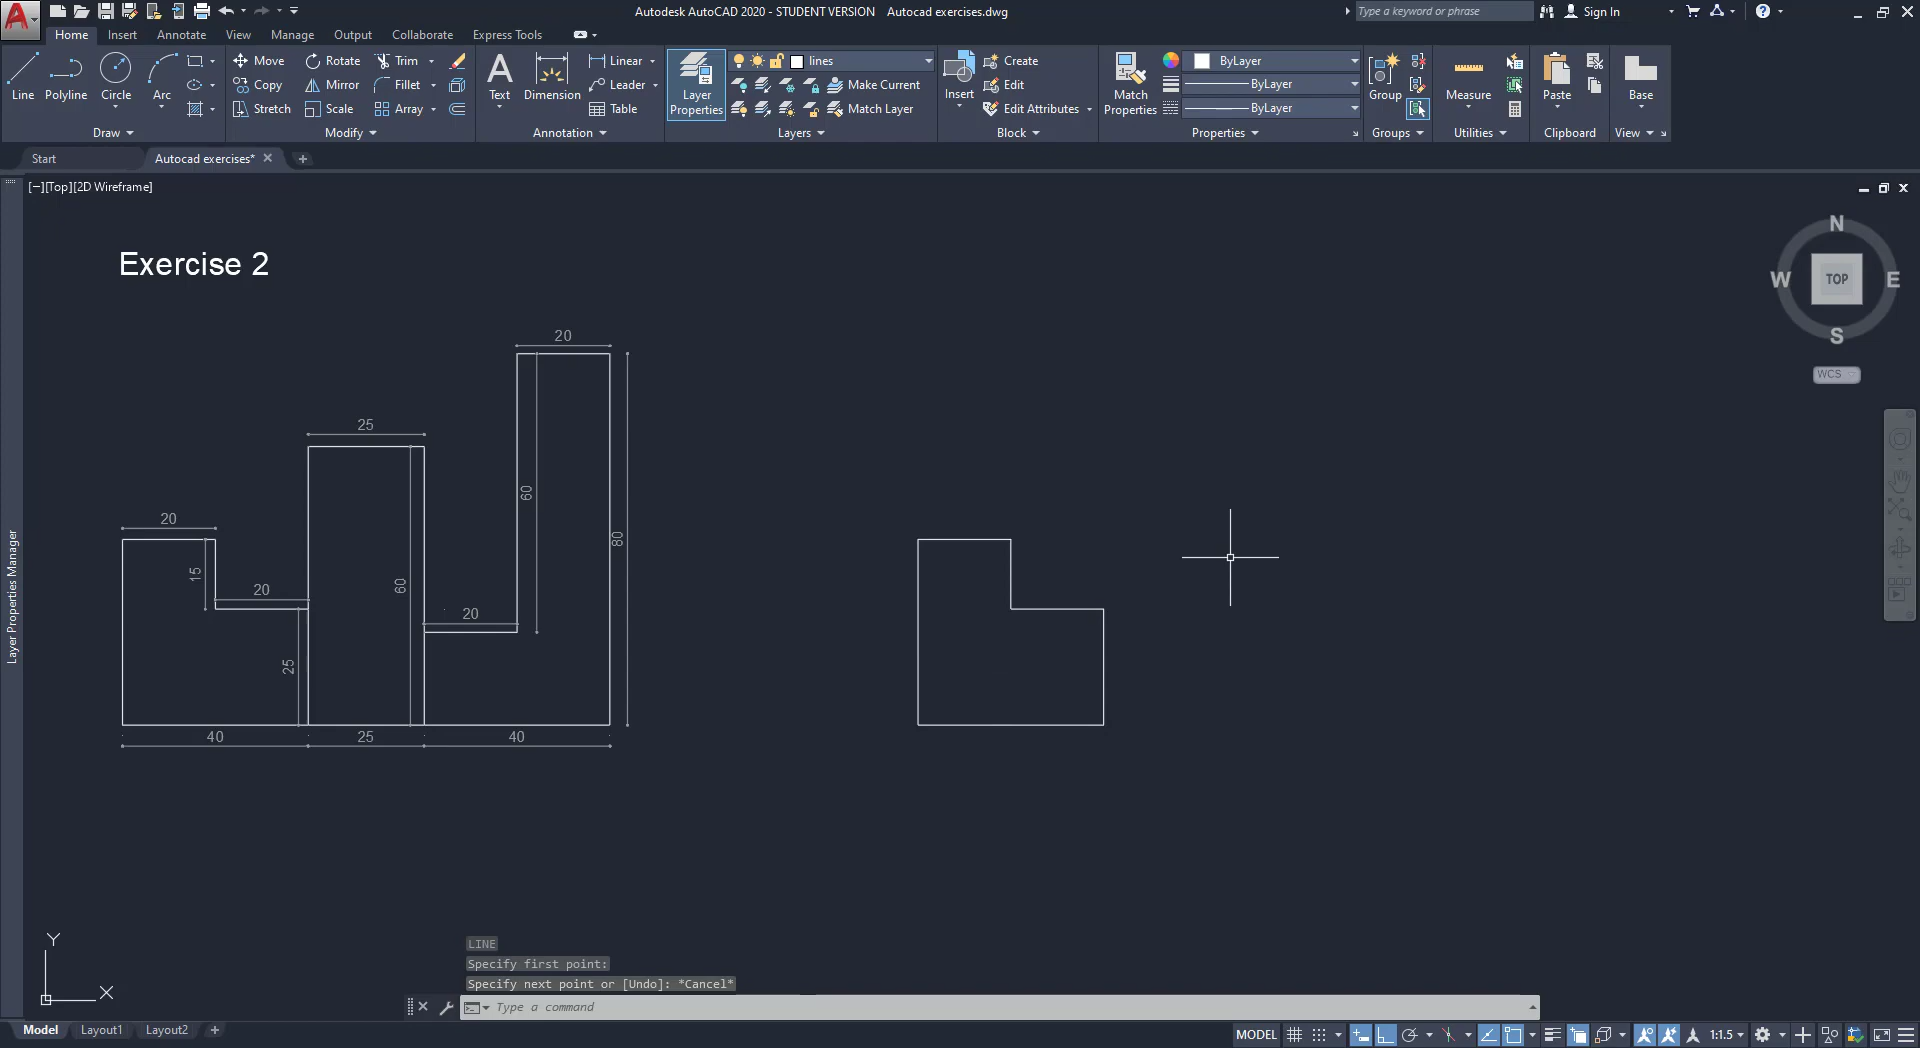 Autodesk AutoCAD 2020 - STUDENT VERSION Autocad exercises.dwg
Type a keyword or phrase
Sign In
Home Insert Annotate View Manage Output Collaborate Express Tools
Line Polyline Circle Arc
Move Rotate Trim
Copy Mirror Fillet
Stretch Scale Array
Text Dimension
Linear
Leader
Table
Layer Properties
lines
Make Current
Match Layer
Insert
Create
Edit
Edit Attributes
Match Properties
ByLayer
ByLayer
ByLayer
Group
Measure
Paste
Base
Draw Modify Annotation Layers Block Properties Groups Utilities Clipboard View
Start Autocad exercises*
[−][Top][2D Wireframe]
Exercise 2
N
W TOP E
S
WCS
20
25
60
20
80
15
20
60
20
25
40 25 40
Layer Properties Manager
Y
X
LINE
Specify first point:
Specify next point or [Undo]: *Cancel*
Type a command
Model Layout1 Layout2
MODEL
1:1.5